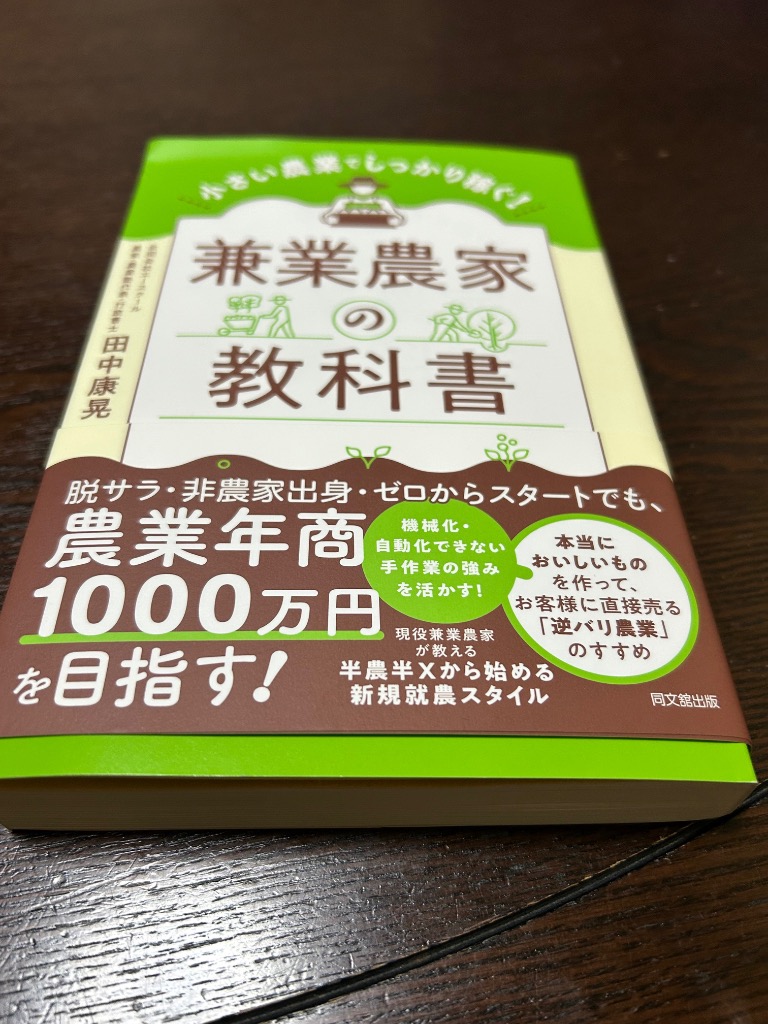 小さい農業でしっかり稼ぐ!
兼業農家
の
教科書
田中康晃
脱サラ・非農家出身・ゼロからスタートでも、
農業年商
1000万円
を目指す!
機械化・
自動化できない
手作業の強み
を活かす!
本当に
おいしいもの
を作って、
お客様に直接売る
「逆バリ農業」
のすすめ
現役兼業農家
が教える
半農半Xから始める
新規就農スタイル
同文舘出版